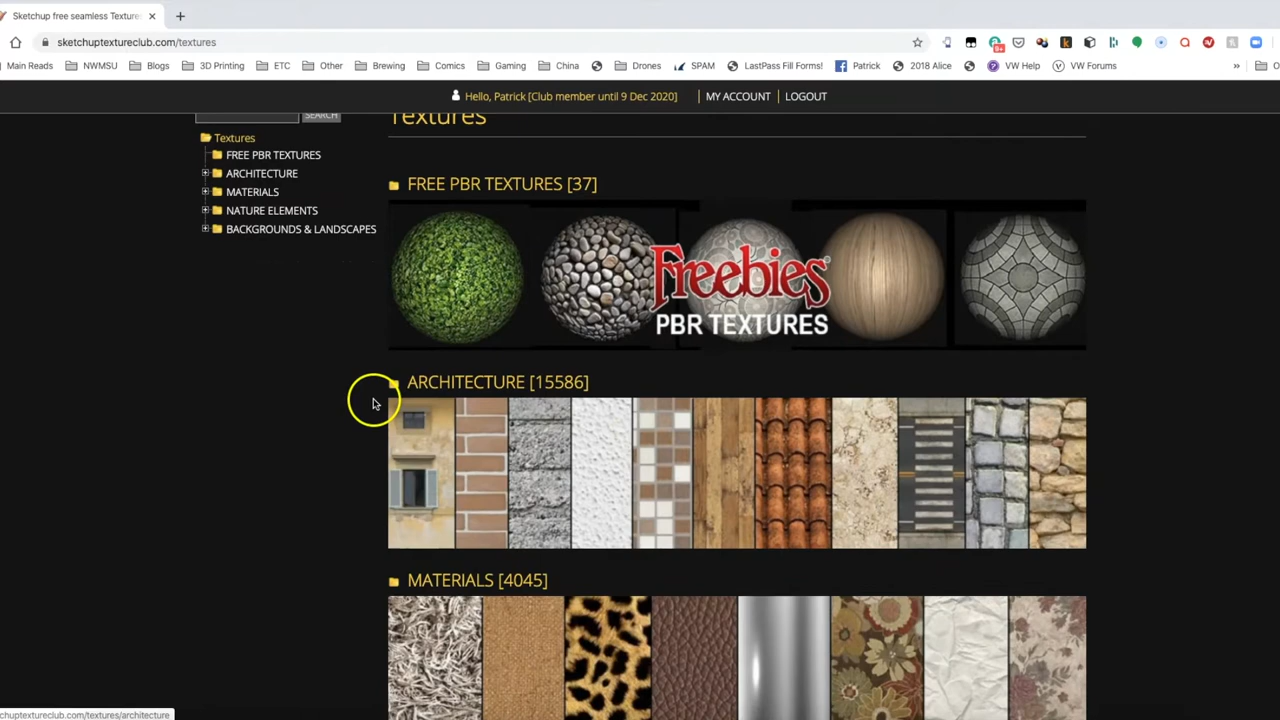 Sketchup free seamless Textures
sketchuptextureclub.com/textures
Main Reads
NWMSU
Blogs
3D Printing
ETC
Other
Brewing
Comics
Gaming
China
Drones
SPAM
LastPass Fill Forms!
Patrick
2018 Alice
VW Help
VW Forums
»
Hello, Patrick [Club member until 9 Dec 2020]
MY ACCOUNT
LOGOUT
Textures
SEARCH
Textures
FREE PBR TEXTURES
ARCHITECTURE
MATERIALS
NATURE ELEMENTS
BACKGROUNDS & LANDSCAPES
FREE PBR TEXTURES [37]
Freebies
PBR TEXTURES
ARCHITECTURE [15586]
MATERIALS [4045]
chuptextureclub.com/textures/architecture